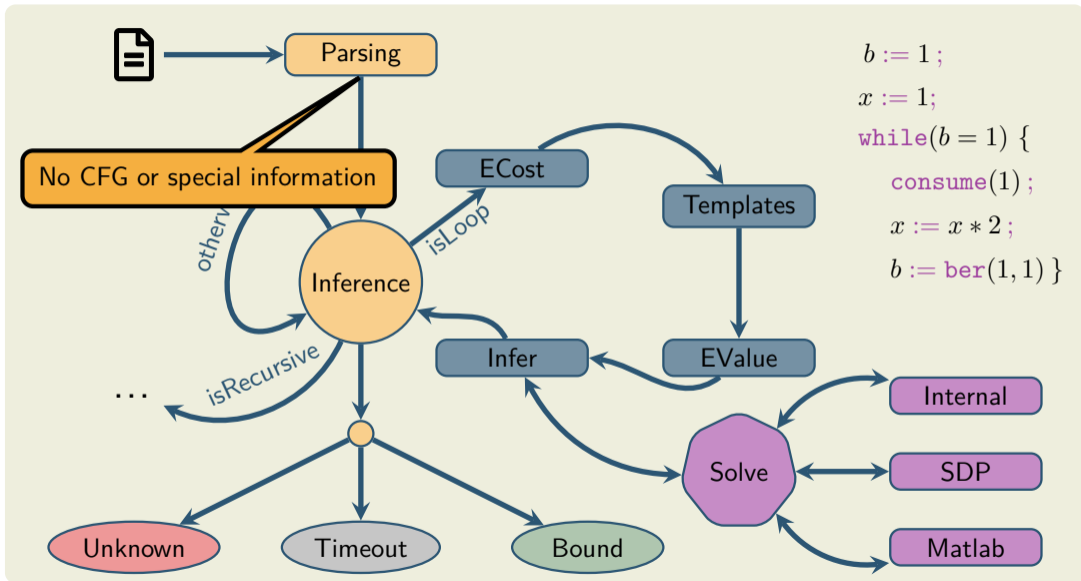 Parsing
No CFG or special information
otherw
isLoop
ECost
Templates
Inference
Infer
EValue
isRecursive
...
Solve
Internal
SDP
Matlab
Unknown
Timeout
Bound
b := 1 ;
x := 1;
while(b = 1) {
consume(1) ;
x := x ∗ 2 ;
b := ber(1, 1) }